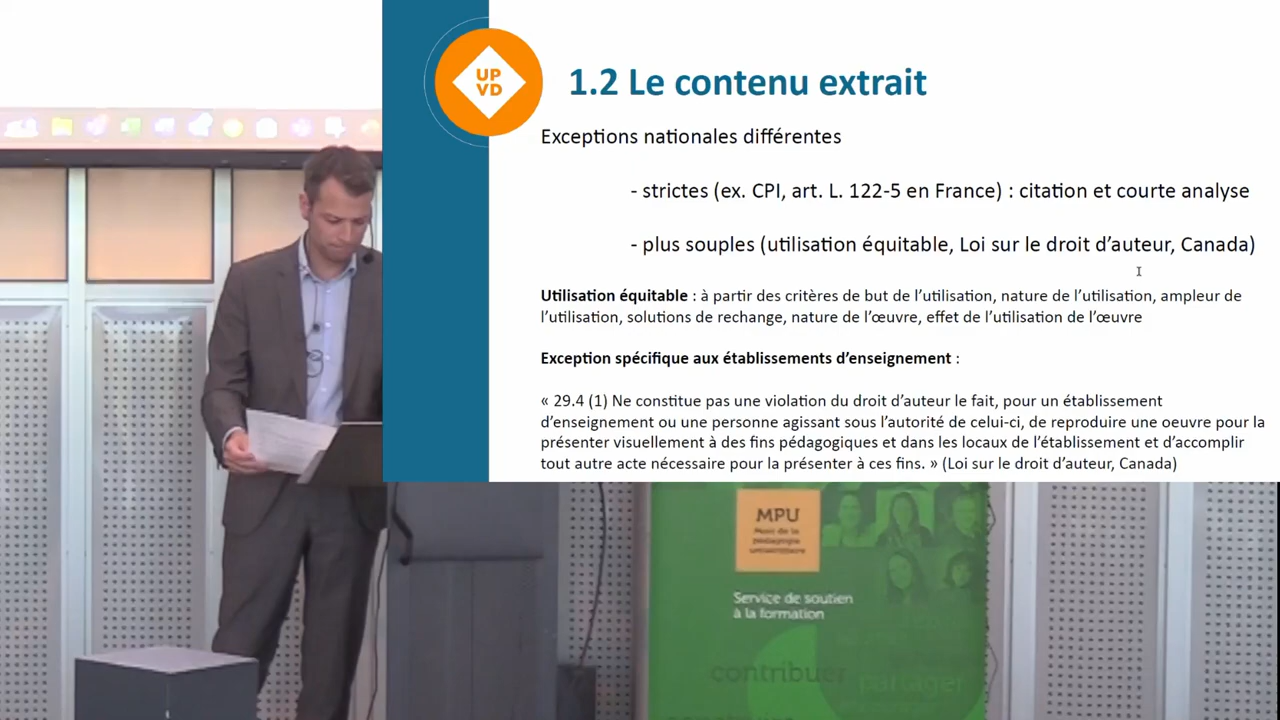 UP
VD
1.2 Le contenu extrait
Exceptions nationales différentes
- strictes (ex. CPI, art. L. 122-5 en France) : citation et courte analyse
- plus souples (utilisation équitable, Loi sur le droit d’auteur, Canada)
Utilisation équitable : à partir des critères de but de l’utilisation, nature de l’utilisation, ampleur de
l’utilisation, solutions de rechange, nature de l’œuvre, effet de l’utilisation de l’œuvre
Exception spécifique aux établissements d’enseignement :
« 29.4 (1) Ne constitue pas une violation du droit d’auteur le fait, pour un établissement
d’enseignement ou une personne agissant sous l’autorité de celui-ci, de reproduire une oeuvre pour la
présenter visuellement à des fins pédagogiques et dans les locaux de l’établissement et d’accomplir
tout autre acte nécessaire pour la présenter à ces fins. » (Loi sur le droit d’auteur, Canada)
MPU
Mois de la
pédagogie
universitaire
Service de soutien
à la formation
contribuer
partager